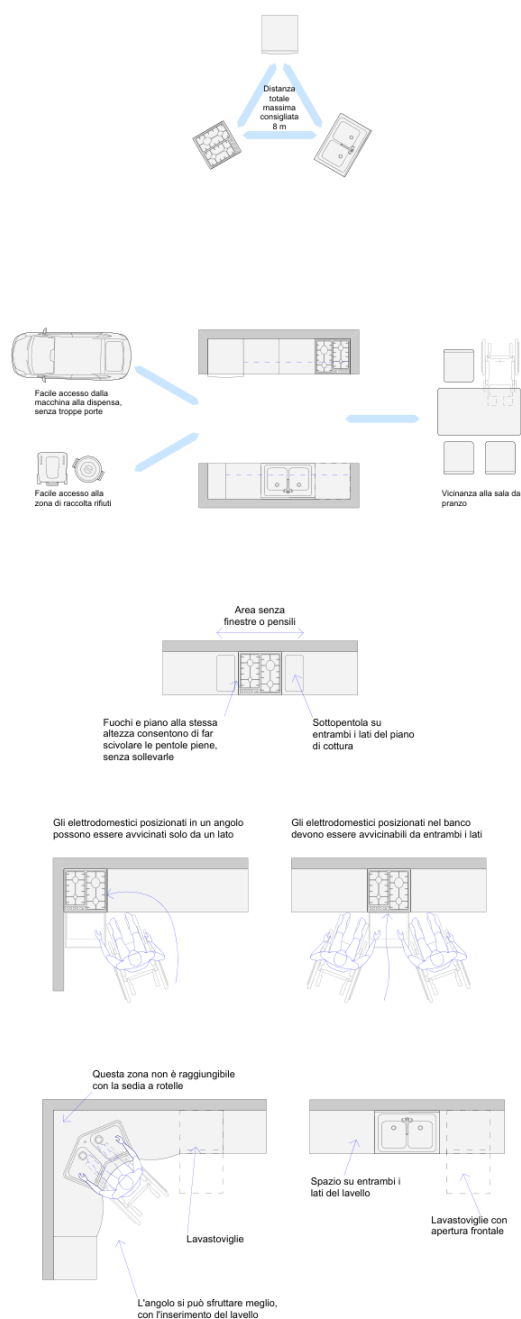 Distanza
totale
massima
consigliata
8 m
Facile accesso dalla
macchina alla dispensa,
senza troppe porte
Facile accesso alla
zona di raccolta rifiuti
Vicinanza alla sala da
pranzo
Area senza
finestre o pensili
Fuochi e piano alla stessa
altezza consentono di far
scivolare le pentole piene,
senza sollevarle
Sottopentola su
entrambi i lati del piano
di cottura
Gli elettrodomestici posizionati in un angolo
possono essere avvicinati solo da un lato
Gli elettrodomestici posizionati nel banco
devono essere avvicinabili da entrambi i lati
Questa zona non è raggiungibile
con la sedia a rotelle
Spazio su entrambi i
lati del lavello
Lavastoviglie
Lavastoviglie con
apertura frontale
L'angolo si può sfruttare meglio,
con l'inserimento del lavello